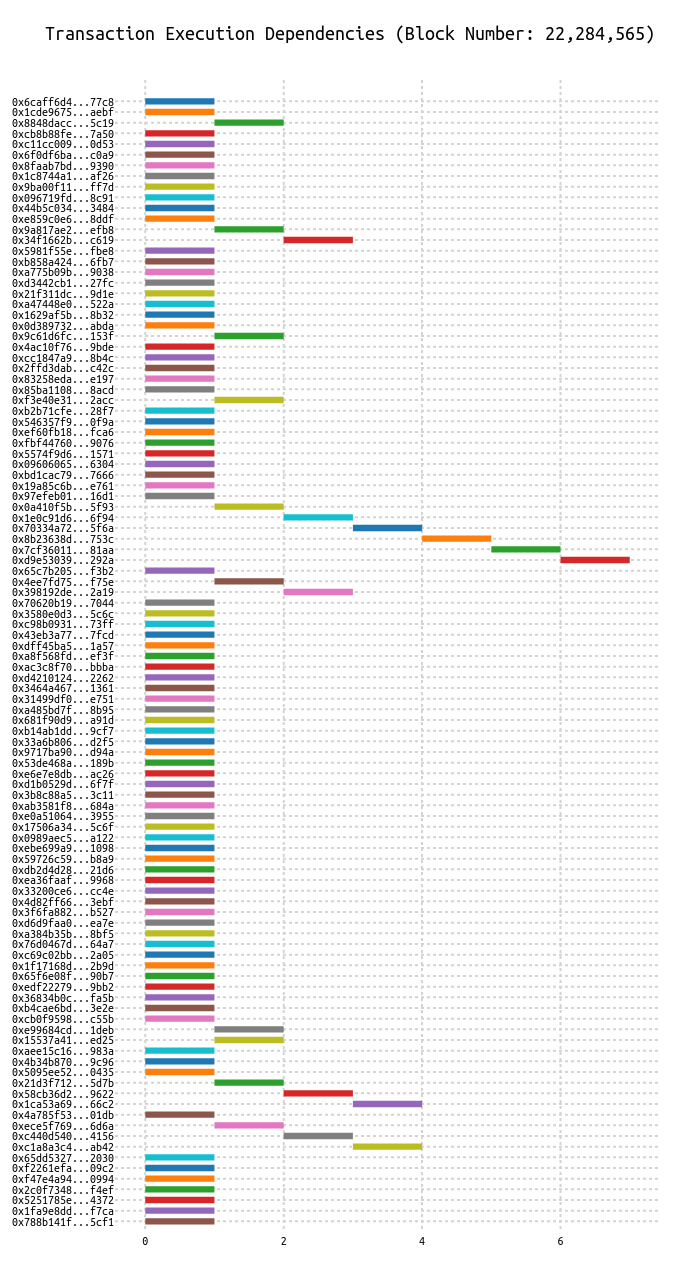 Transaction Execution Dependencies (Block Number: 22,284,565)
0x6caff6d4...77c8
0x1cde9675...aebf
0x8848dacc...5c19
0xcb8b88fe...7a50
0xc11cc009...0d53
0x6f0df6ba...c0a9
0x8faab7bd...9390
0x1c8744a1...af26
0x9ba00f11...ff7d
0x096719fd...8c91
0x44b5c034...3484
0xe859c0e6...8ddf
0x9a817ae2...efb8
0x34f1662b...c619
0x5981f55e...fbe8
0xb858a424...6fb7
0xa775b09b...9038
0xd3442cb1...27fc
0x21f311dc...9d1e
0xa47448e0...522a
0x1629af5b...8b32
0x0d389732...abda
0x9c61d6fc...153f
0x4ac10f76...9bde
0xcc1847a9...8b4c
0x2ffd3dab...c42c
0x83258eda...e197
0x85ba1108...8acd
0xf3e40e31...2acc
0xb2b71cfe...28f7
0x546357f9...0f9a
0xef60fb18...fca6
0xfbf44760...9076
0x5574f9d6...1571
0x09606065...6304
0xbd1cac79...7666
0x19a85c6b...e761
0x97efeb01...16d1
0x0a410f5b...5f93
0x1e0c91d6...6f94
0x70334a72...5f6a
0x8b23638d...753c
0x7cf36011...81aa
0xd9e53039...292a
0x65c7b205...f3b2
0x4ee7fd75...f75e
0x398192de...2a19
0x70620b19...7044
0x3580e0d3...5c6c
0xc98b0931...73ff
0x43eb3a77...7fcd
0xdff45ba5...1a57
0xa8f568fd...ef3f
0xac3c8f70...bbba
0xd4210124...2262
0x3464a467...1361
0x31499df0...e751
0xa485bd7f...8b95
0x681f90d9...a91d
0xb14ab1dd...9cf7
0x33a6b806...d2f5
0x9717ba90...d94a
0x53de468a...189b
0xe6e7e8db...ac26
0xd1b0529d...6f7f
0x3b8c88a5...3c11
0xab3581f8...684a
0xe0a51064...3955
0x17506a34...5c6f
0x0989aec5...a122
0xebe699a9...1098
0x59726c59...b8a9
0xdb2d4d28...21d6
0xea36faaf...9968
0x33200ce6...cc4e
0x4d82ff66...3ebf
0x3f6fa882...b527
0xd6d9faa0...ea7e
0xa384b35b...8bf5
0x76d0467d...64a7
0xc69c02bb...2a05
0x1f17168d...2b9d
0x65f6e08f...90b7
0xedf22279...9bb2
0x36834b0c...fa5b
0xb4cae6bd...3e2e
0xcb0f9598...c55b
0xe99684cd...1deb
0x15537a41...ed25
0xaee15c16...983a
0x4b34b870...9c96
0x5095ee52...0435
0x21d3f712...5d7b
0x58cb36d2...9622
0x1ca53a69...66c2
0x4a785f53...01db
0xece5f769...6d6a
0xc440d540...4156
0xc1a8a3c4...ab42
0x65dd5327...2030
0xf2261efa...09c2
0xf47e4a94...0994
0x2c0f7348...f4ef
0x5251785e...4372
0x1fa9e8dd...f7ca
0x788b141f...5cf1
0 2 4 6